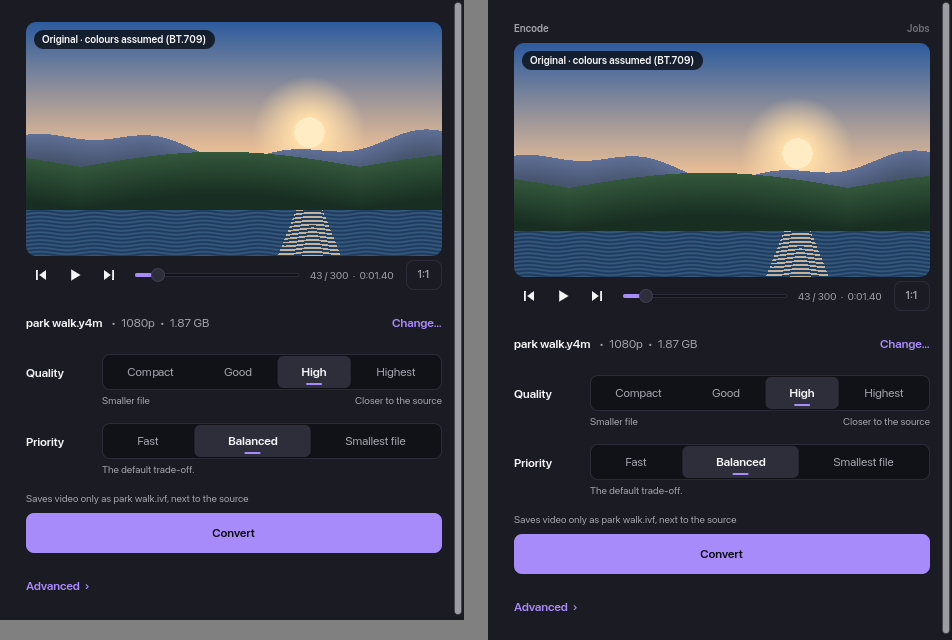 Original · colours assumed (BT.709)
43 / 300 · 0:01.40
1:1
park walk.y4m • 1080p • 1.87 GB
Change...
Quality
Compact
Good
High
Highest
Smaller file
Closer to the source
Priority
Fast
Balanced
Smallest file
The default trade-off.
Saves video only as park walk.ivf, next to the source
Convert
Advanced ›
Encode
Jobs
Original · colours assumed (BT.709)
43 / 300 · 0:01.40
1:1
park walk.y4m • 1080p • 1.87 GB
Change...
Quality
Compact
Good
High
Highest
Smaller file
Closer to the source
Priority
Fast
Balanced
Smallest file
The default trade-off.
Saves video only as park walk.ivf, next to the source
Convert
Advanced ›